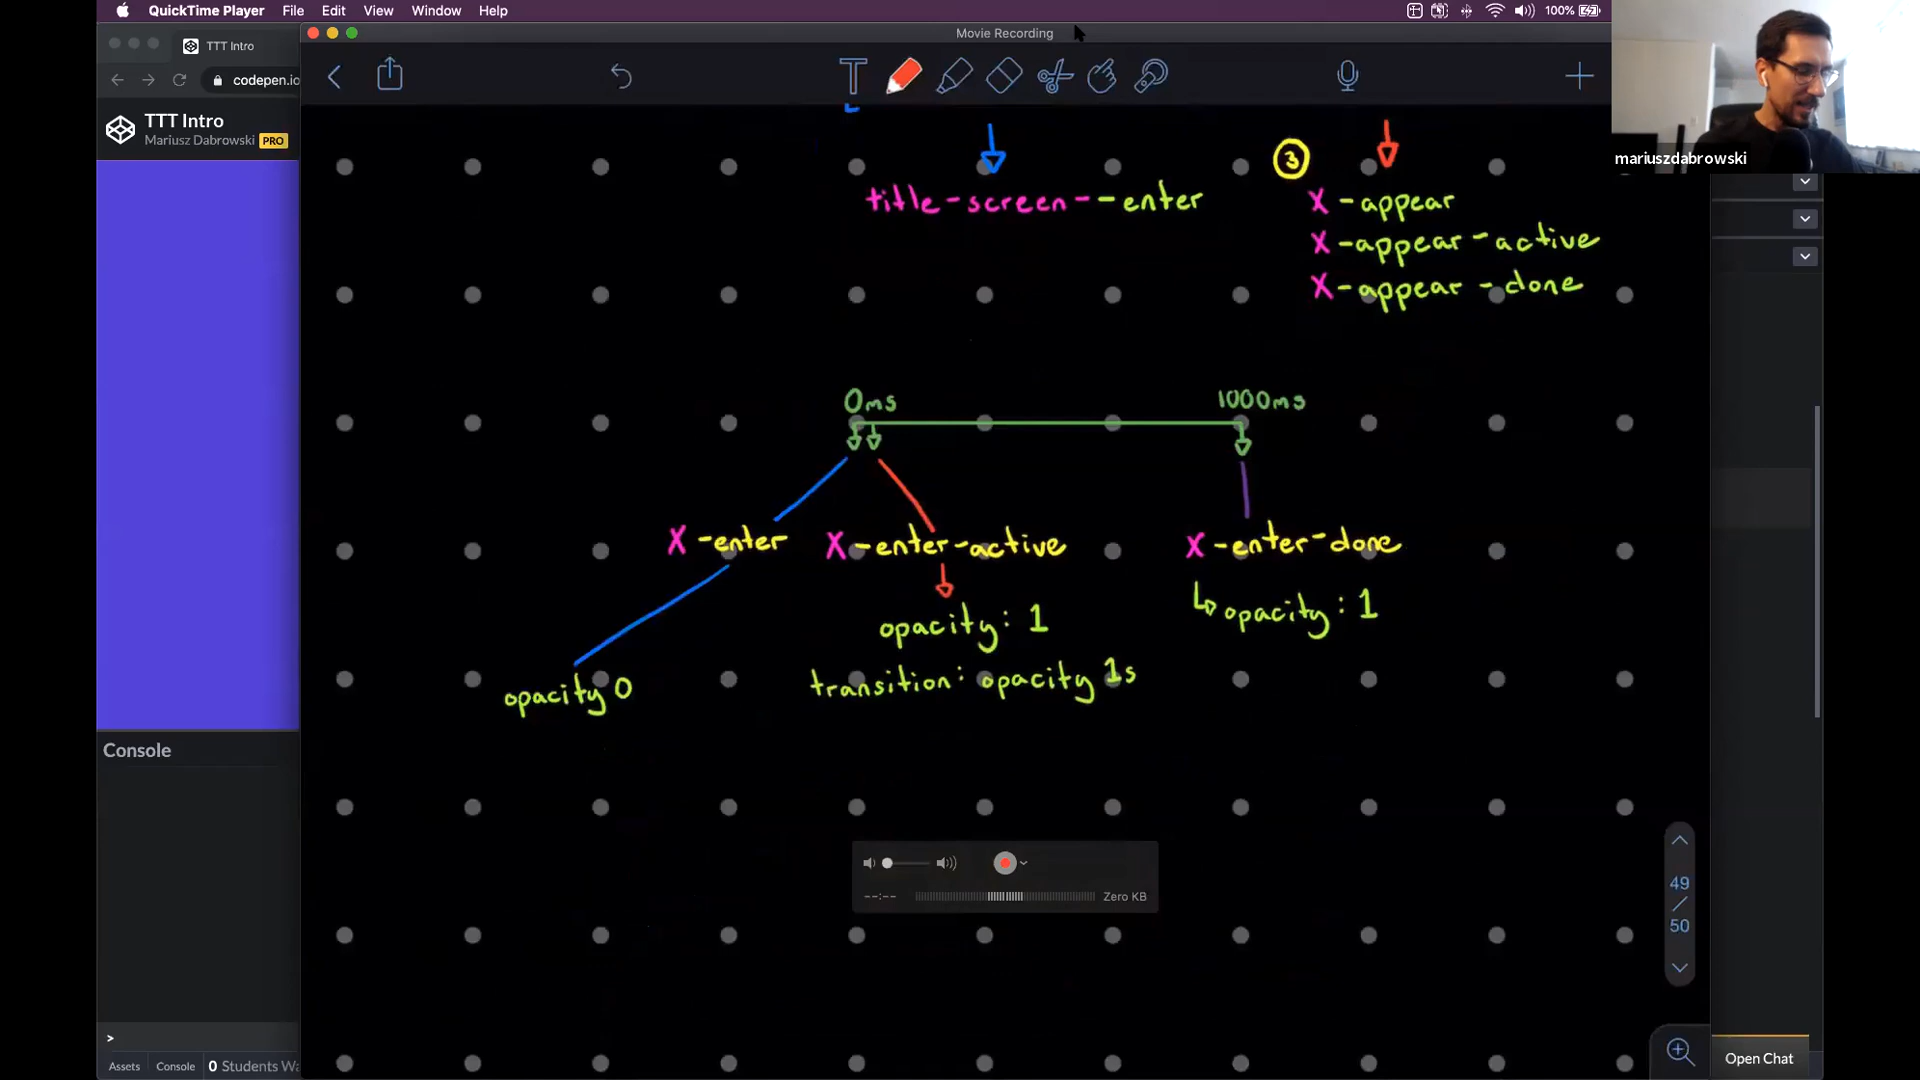 QuickTime Player File Edit View Window Help
100%
TTT Intro
Movie Recording
codepen.io
TTT Intro
Mariusz Dabrowski PRO
mariuszdabrowski
T
3
title-screen--enter
X-appear
X-appear-active
X-appear-done
0ms
1000ms
X-enter
X-enter-active
X-enter-done
opacity: 1
opacity: 1
transition: opacity 1s
opacity 0
Console
--:--
Zero KB
49
/
50
>
Assets Console 0 Students Wa
Open Chat